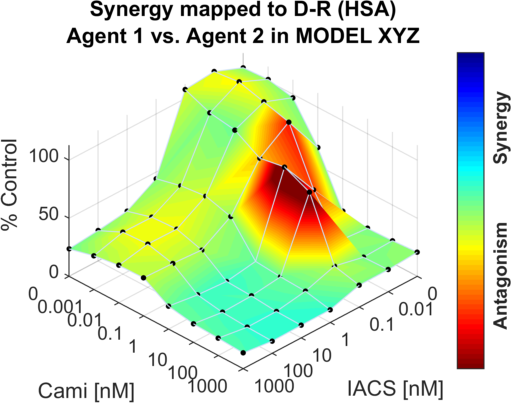 Synergy mapped to D-R (HSA)
Agent 1 vs. Agent 2 in MODEL XYZ
% Control
100
50
0
0
0.001
0.01
0.1
1
10
100
1000
Cami [nM]
1000
100
10
1
0.1
0.01
0
IACS [nM]
Synergy
Antagonism